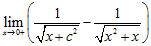 lim x→0+ ( 1/√(x+c²) − 1/√(x²+x) )